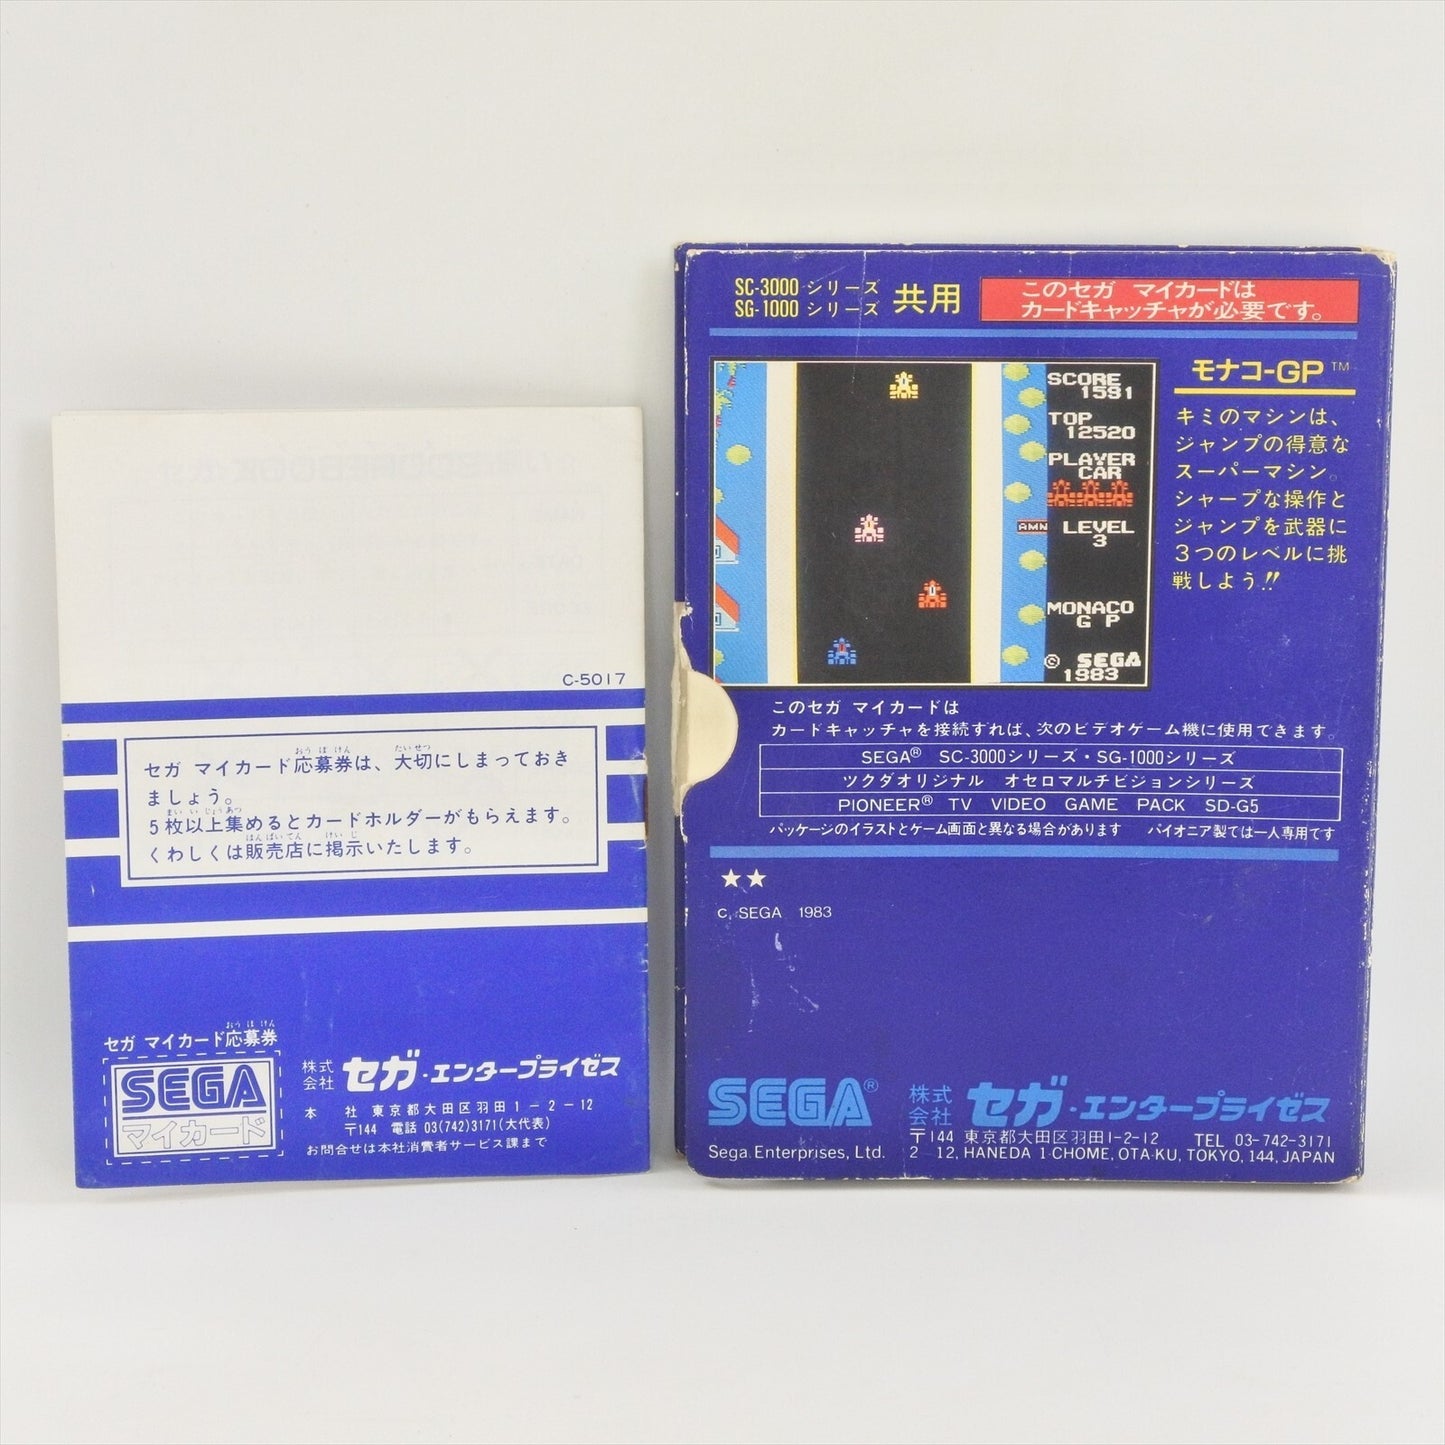 C-5017
セガ マイカード応募券は、大切にしまっておき
ましょう。
5枚以上集めるとカードホルダーがもらえます。
くわしくは販売店に掲示いたします。
セガ マイカード応募券
SEGA
マイカード
株式会社 セガ・エンタープライゼス
本 社 東京都大田区羽田1-2-12
〒144 電話 03(742)3171(大代表)
お問合せは本社消費者サービス課まで
SC-3000 シリーズ
SG-1000 シリーズ
共用
このセガ マイカードは
カードキャッチャが必要です。
SCORE
1591
TOP
12520
PLAYER
CAR
AMN
LEVEL
3
MONACO
G P
© SEGA
1983
モナコ-GP™
キミのマシンは、
ジャンプの得意な
スーパーマシン。
シャープな操作と
ジャンプを武器に
3つのレベルに挑
戦しよう!!
このセガ マイカードは
カードキャッチャを接続すれば、次のビデオゲーム機に使用できます。
SEGA® SC-3000シリーズ・SG-1000シリーズ
ツクダオリジナル オセロマルチビジョンシリーズ
PIONEER® TV VIDEO GAME PACK SD-G5
パッケージのイラストとゲーム画面と異なる場合があります パイオニア製では一人専用です
★★
c SEGA 1983
SEGA®
Sega Enterprises, Ltd.
株式会社 セガ・エンタープライゼス
〒144 東京都大田区羽田1-2-12 TEL 03-742-3171
2-12, HANEDA 1-CHOME, OTA-KU, TOKYO, 144, JAPAN